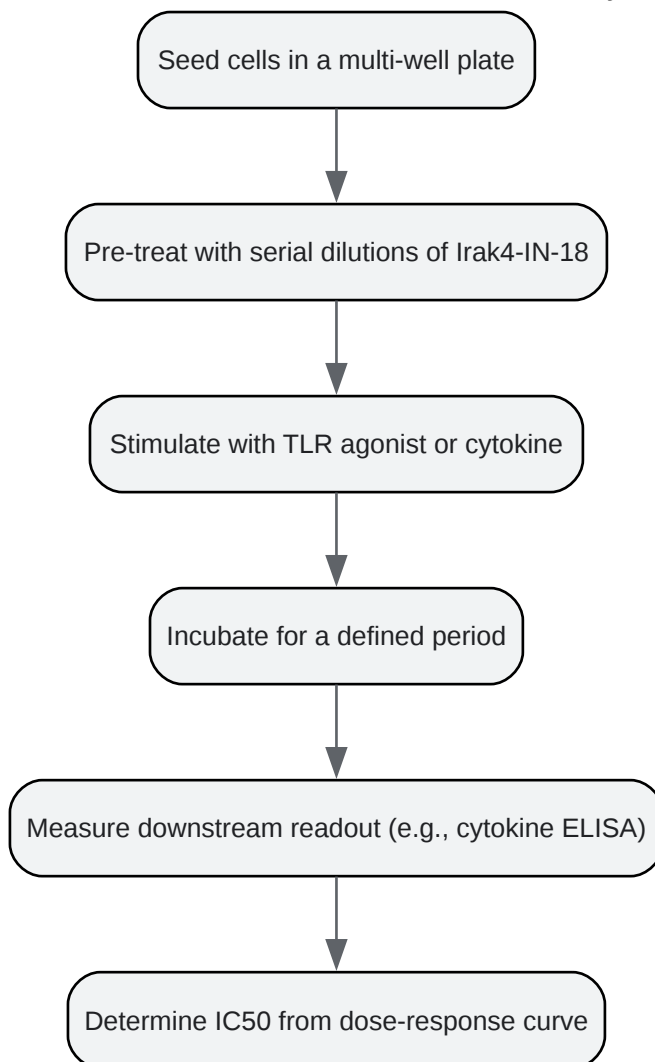 Seed cells in a multi-well plate
Pre-treat with serial dilutions of Irak4-IN-18
Stimulate with TLR agonist or cytokine
Incubate for a defined period
Measure downstream readout (e.g., cytokine ELISA)
Determine IC50 from dose-response curve